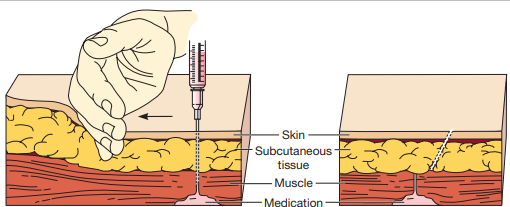 Skin
Subcutaneous
tissue
Muscle
Medication